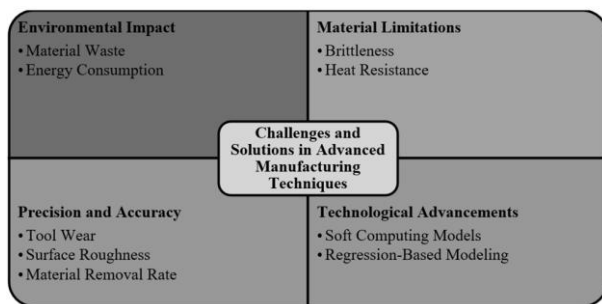 Environmental Impact
• Material Waste
• Energy Consumption
Material Limitations
• Brittleness
• Heat Resistance
Challenges and
Solutions in Advanced
Manufacturing
Techniques
Precision and Accuracy
• Tool Wear
• Surface Roughness
• Material Removal Rate
Technological Advancements
• Soft Computing Models
• Regression-Based Modeling